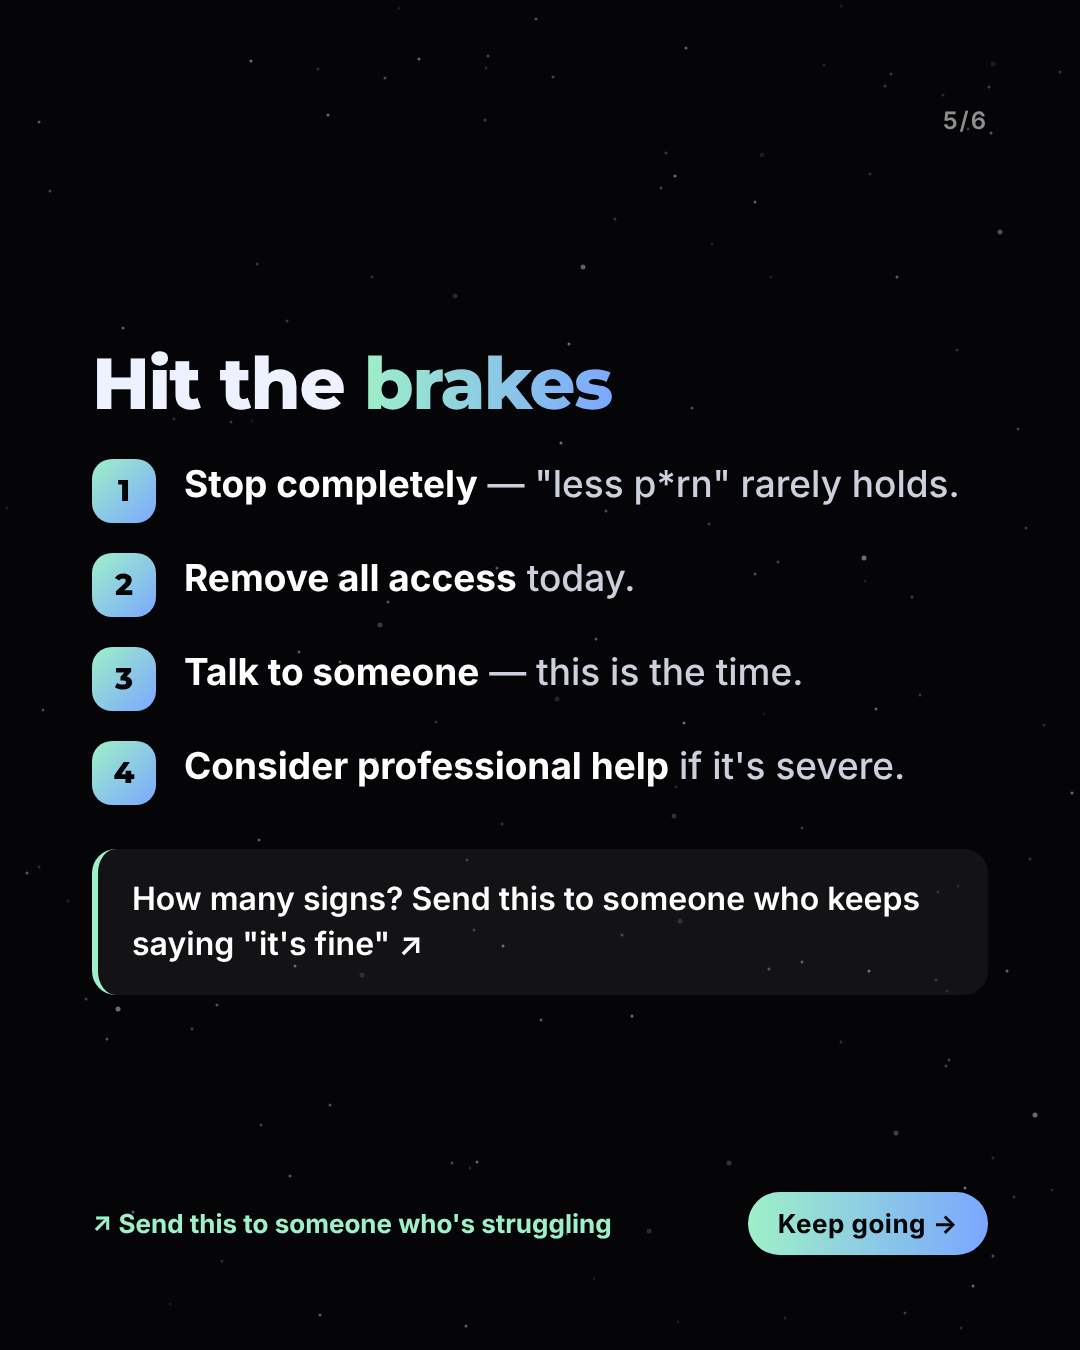 5/6
Hit the brakes
1 Stop completely — "less p*rn" rarely holds.
2 Remove all access today.
3 Talk to someone — this is the time.
4 Consider professional help if it's severe.
How many signs? Send this to someone who keeps
saying "it's fine" ↗
↗ Send this to someone who's struggling
Keep going →